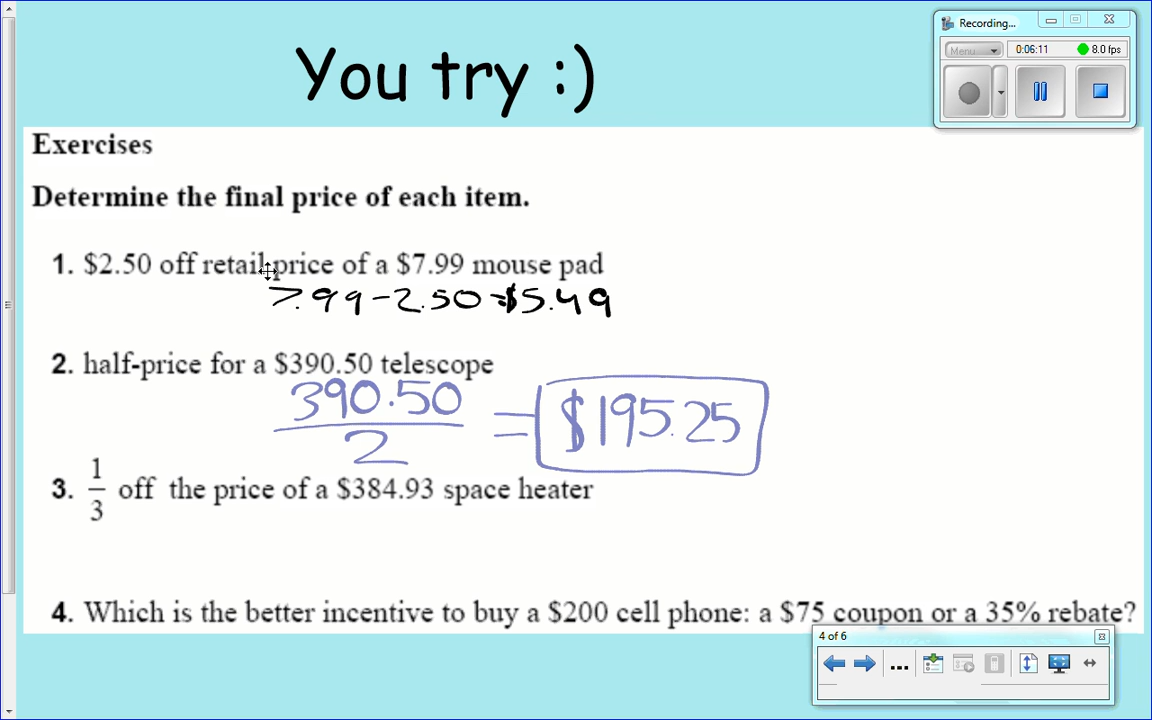 You try :)
Recording...
Menu
0:06:11
8.0 fps
Exercises
Determine the final price of each item.
1. $2.50 off retail price of a $7.99 mouse pad
7.99-2.50=$5.49
2. half-price for a $390.50 telescope
390.50
2
= $195.25
3. 1/3 off the price of a $384.93 space heater
4. Which is the better incentive to buy a $200 cell phone: a $75 coupon or a 35% rebate?
4 of 6
...